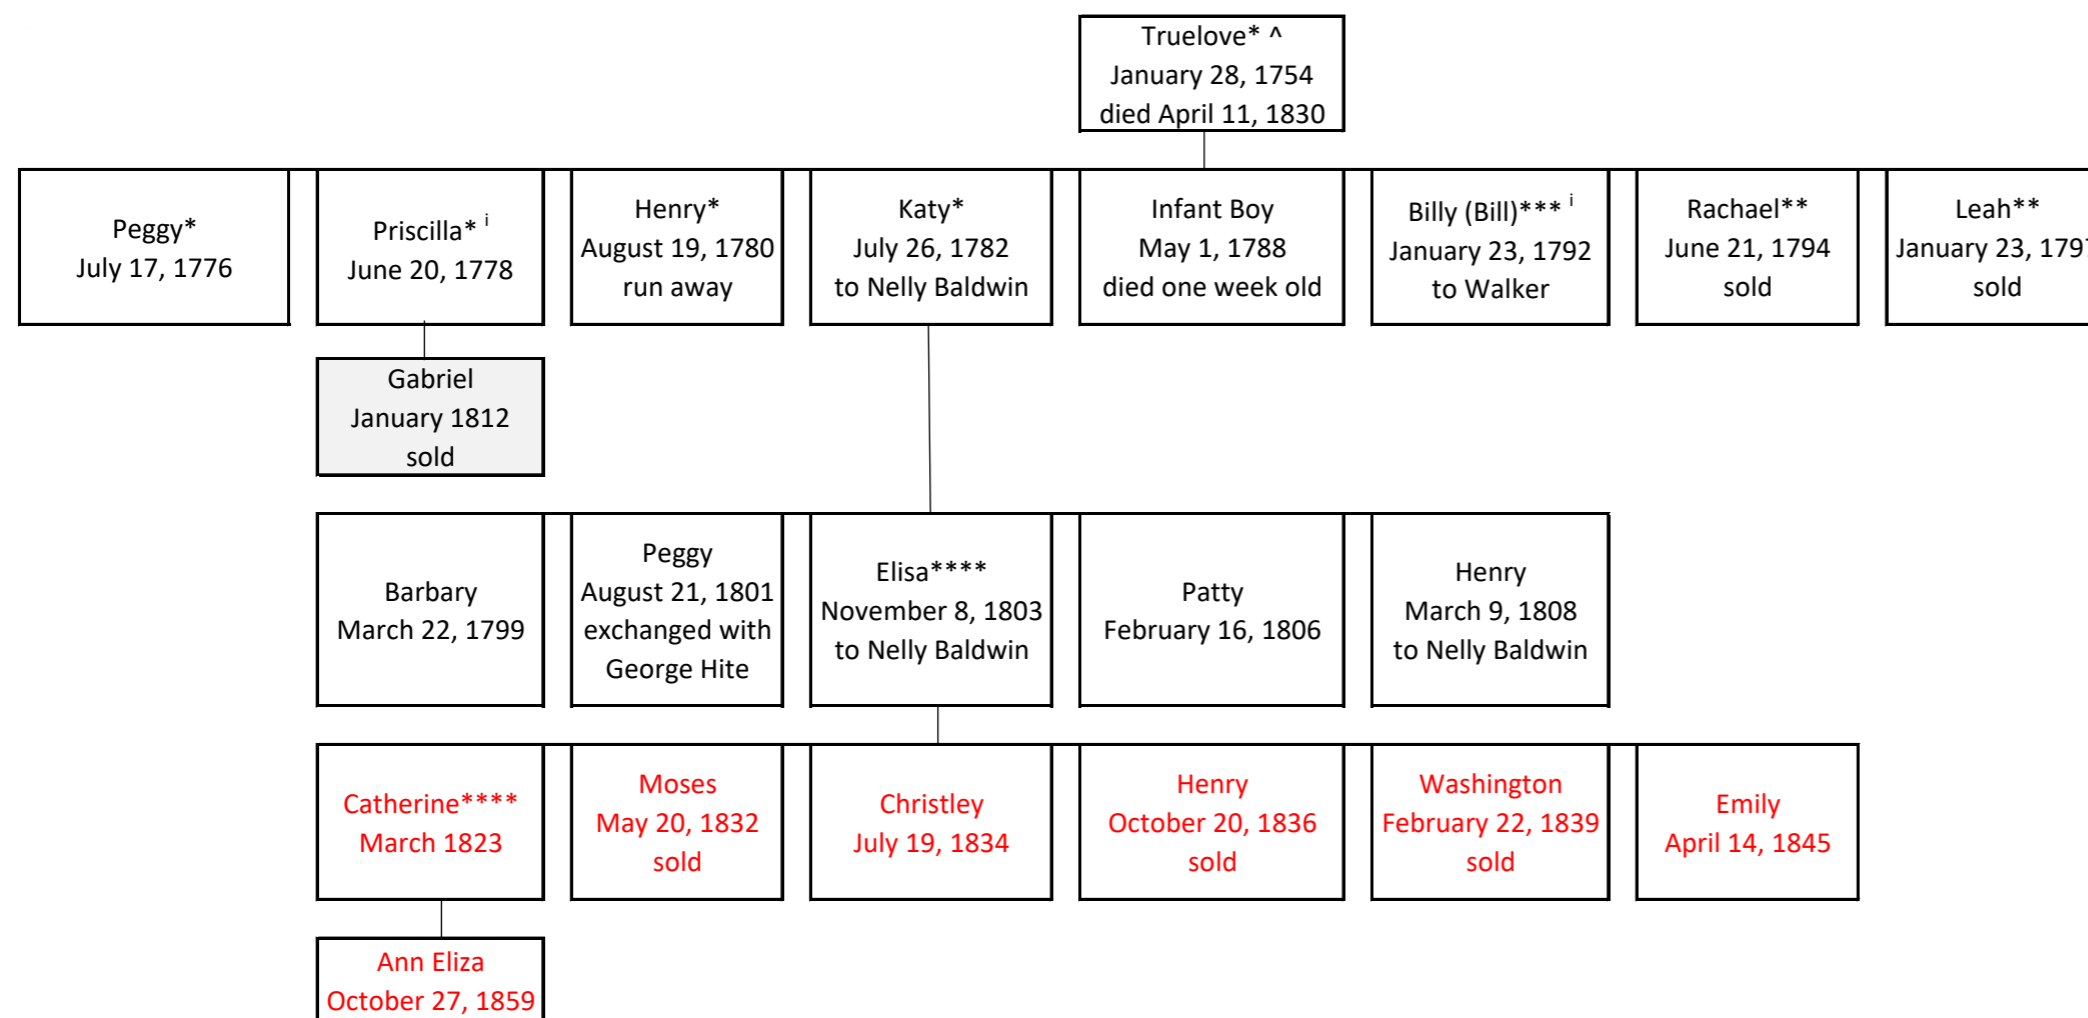 Truelove* ^
January 28, 1754
died April 11, 1830
Peggy*
July 17, 1776
Priscilla* i
June 20, 1778
Henry*
August 19, 1780
run away
Katy*
July 26, 1782
to Nelly Baldwin
Infant Boy
May 1, 1788
died one week old
Billy (Bill)*** i
January 23, 1792
to Walker
Rachael**
June 21, 1794
sold
Leah**
January 23, 1797
sold
Gabriel
January 1812
sold
Barbary
March 22, 1799
Peggy
August 21, 1801
exchanged with
George Hite
Elisa****
November 8, 1803
to Nelly Baldwin
Patty
February 16, 1806
Henry
March 9, 1808
to Nelly Baldwin
Catherine****
March 1823
Moses
May 20, 1832
sold
Christley
July 19, 1834
Henry
October 20, 1836
sold
Washington
February 22, 1839
sold
Emily
April 14, 1845
Ann Eliza
October 27, 1859